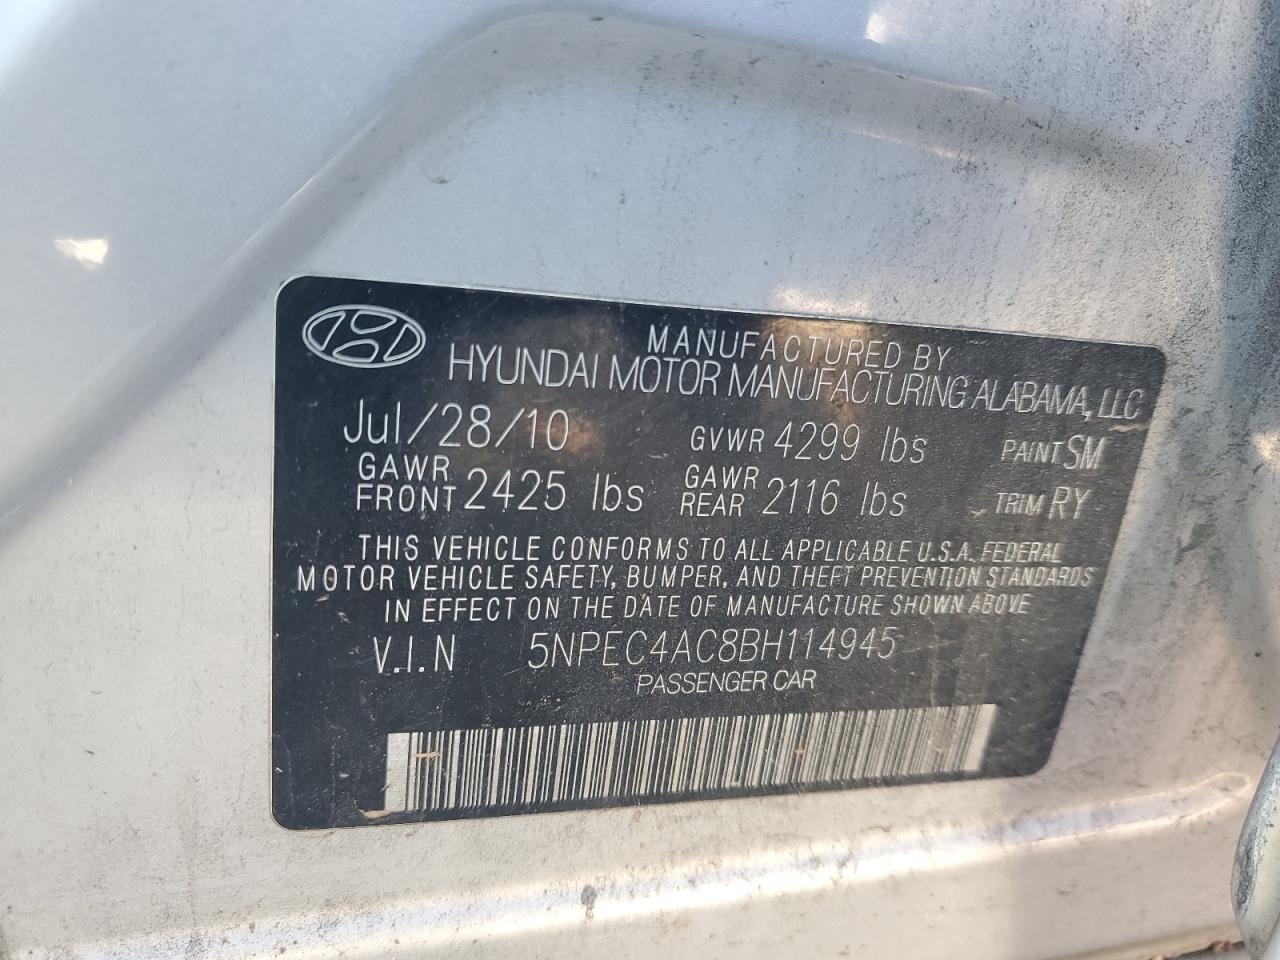 MANUFACTURED BY
HYUNDAI MOTOR MANUFACTURING ALABAMA, LLC
Jul/28/10 GVWR 4299 lbs PAINT SM
GAWR FRONT 2425 lbs GAWR REAR 2116 lbs TRIM RY
THIS VEHICLE CONFORMS TO ALL APPLICABLE U.S.A. FEDERAL
MOTOR VEHICLE SAFETY, BUMPER, AND THEFT PREVENTION STANDARDS
IN EFFECT ON THE DATE OF MANUFACTURE SHOWN ABOVE
V.I.N 5NPEC4AC8BH114945
PASSENGER CAR